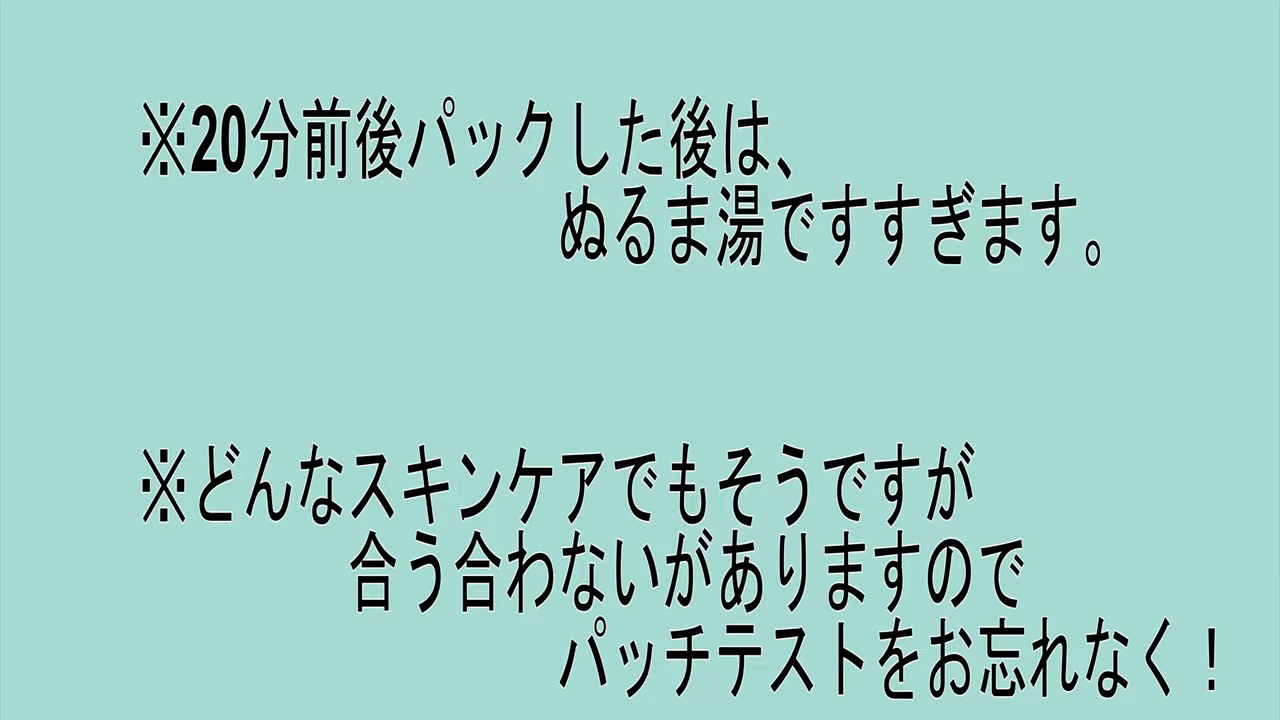 ※20分前後パックした後は、
ぬるま湯ですすぎます。
※どんなスキンケアでもそうですが
合う合わないがありますので
パッチテストをお忘れなく！